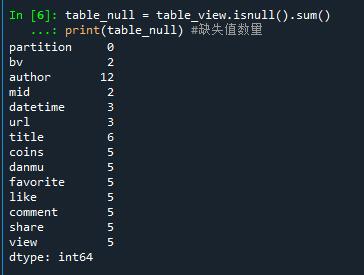 In [6]: table_null = table_view.isnull().sum()
...: print(table_null) #缺失值数量
partition 0
bv 2
author 12
mid 2
datetime 3
url 3
title 6
coins 5
danmu 5
favorite 5
like 5
comment 5
share 5
view 5
dtype: int64